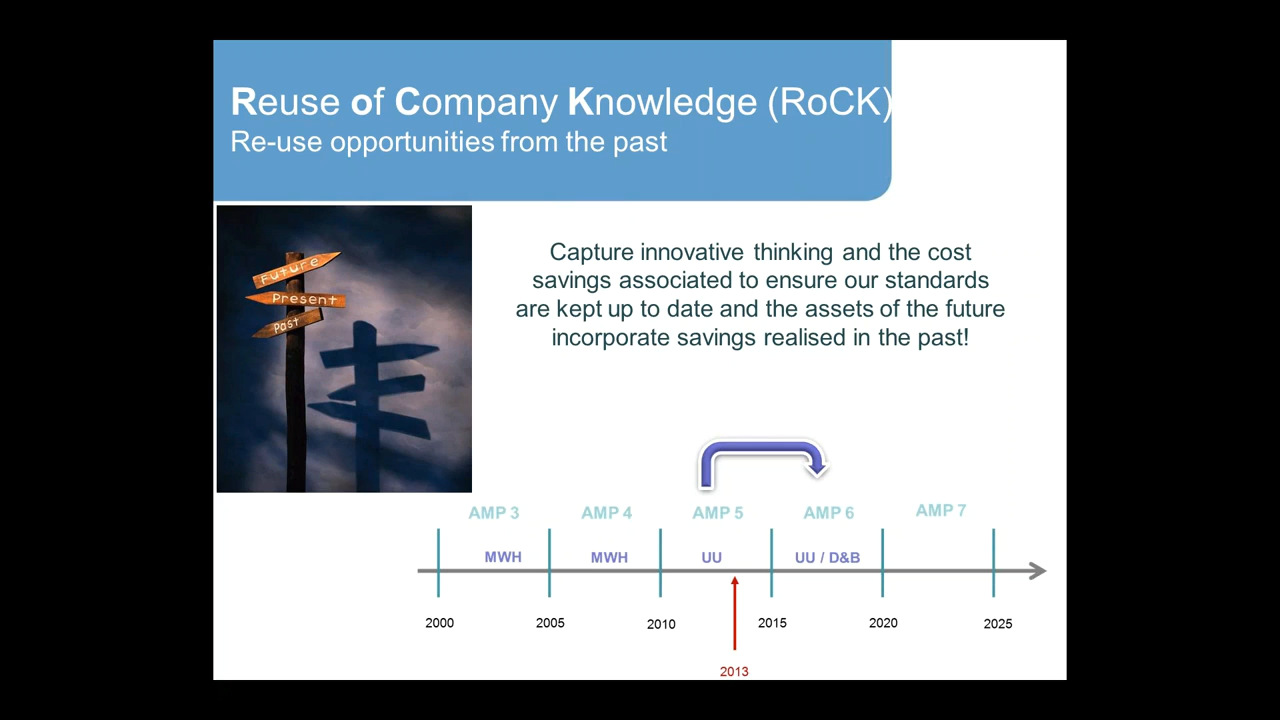 Reuse of Company Knowledge (RoCK)
Re-use opportunities from the past
Future
Present
Past
Capture innovative thinking and the cost
savings associated to ensure our standards
are kept up to date and the assets of the future
incorporate savings realised in the past!
AMP 3 AMP 4 AMP 5 AMP 6 AMP 7
MWH MWH UU UU / D&B
2000 2005 2010 2015 2020 2025
2013